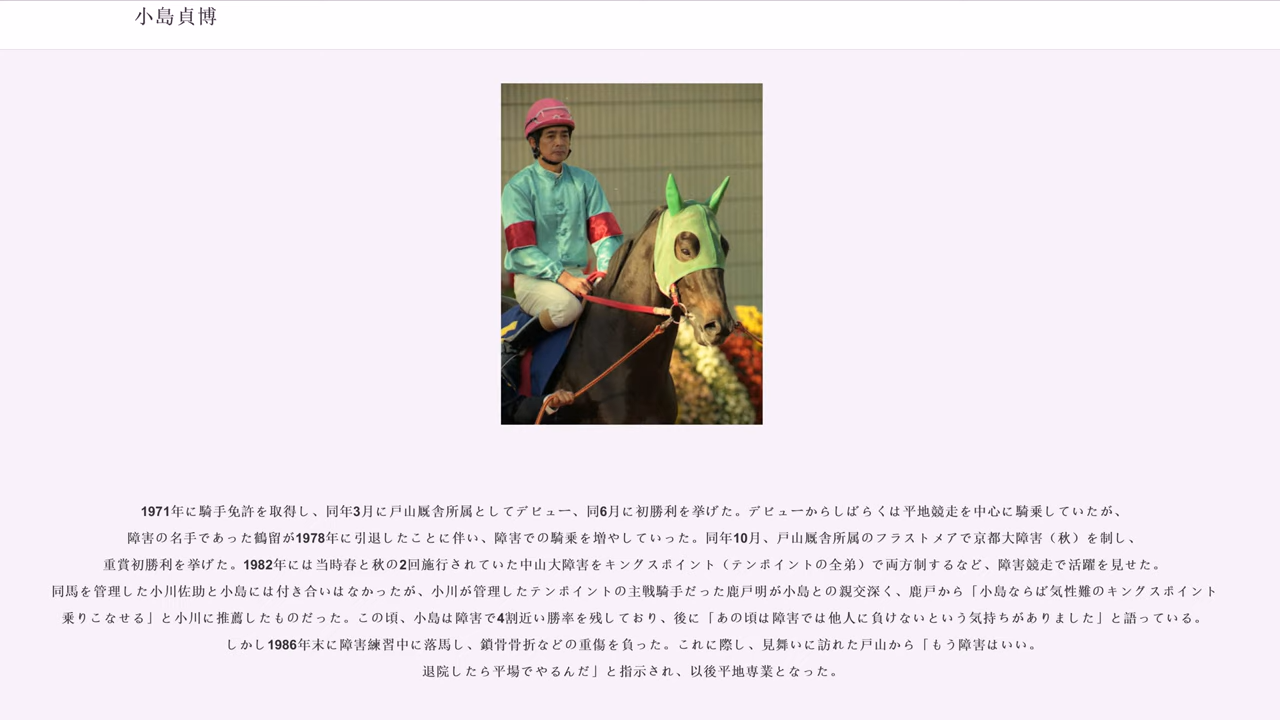 小島貞博
1971年に騎手免許を取得し、同年3月に戸山厩舎所属としてデビュー、同6月に初勝利を挙げた。デビューからしばらくは平地競走を中心に騎乗していたが、
障害の名手であった鶴留が1978年に引退したことに伴い、障害での騎乗を増やしていった。同年10月、戸山厩舎所属のフラストメアで京都大障害（秋）を制し、
重賞初勝利を挙げた。1982年には当時春と秋の2回施行されていた中山大障害をキングスポイント（テンポイントの全弟）で両方制するなど、障害競走で活躍を見せた。
同馬を管理した小川佐助と小島には付き合いはなかったが、小川が管理したテンポイントの主戦騎手だった鹿戸明が小島との親交深く、鹿戸から「小島ならば気性難のキングスポイント
乗りこなせる」と小川に推薦したものだった。この頃、小島は障害で4割近い勝率を残しており、後に「あの頃は障害では他人に負けないという気持ちがありました」と語っている。
しかし1986年末に障害練習中に落馬し、鎖骨骨折などの重傷を負った。これに際し、見舞いに訪れた戸山から「もう障害はいい。
退院したら平場でやるんだ」と指示され、以後平地専業となった。